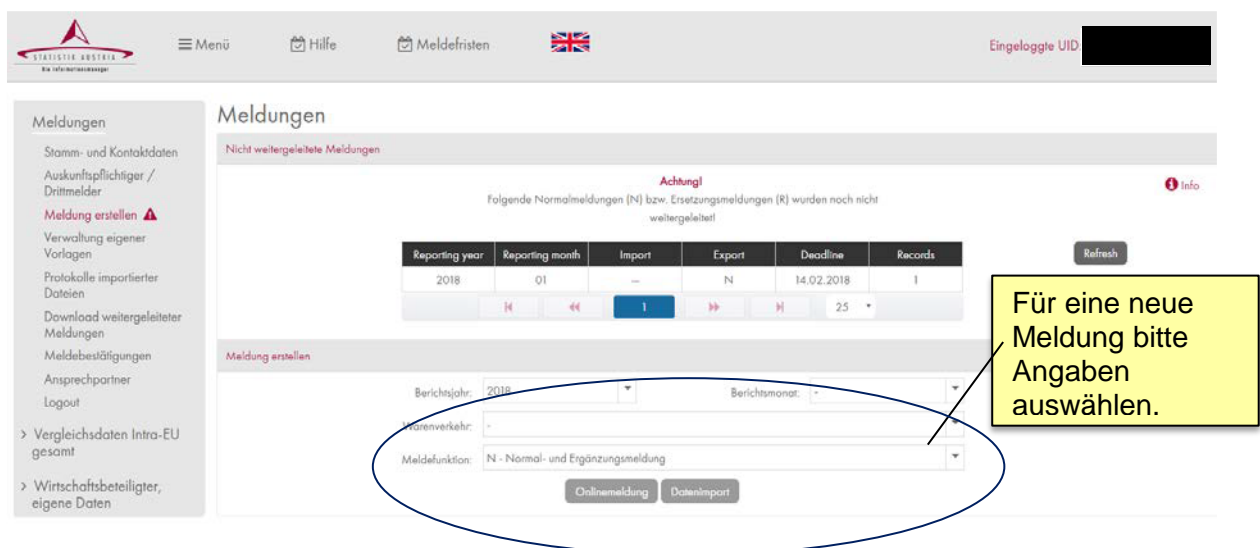 STATISTIK AUSTRIA
Die Informationsmanager
Menü
Hilfe
Meldefristen
Eingeloggte UID:
Meldungen
Stamm- und Kontaktdaten
Auskunftspflichtiger /
Drittmelder
Meldung erstellen
Verwaltung eigener
Vorlagen
Protokolle importierter
Dateien
Download weitergeleiteter
Meldungen
Meldebestätigungen
Ansprechpartner
Logout
> Vergleichsdaten Intra-EU
gesamt
> Wirtschaftsbeteiligter,
eigene Daten
Meldungen
Nicht weitergeleitete Meldungen
Achtung!
Info
Folgende Normalmeldungen (N) bzw. Ersetzungsmeldungen (R) wurden noch nicht
weitergeleitet!
Reporting year Reporting month Import Export Deadline Records
2018 01 — N 14.02.2018 1
1 25
Refresh
Für eine neue
Meldung bitte
Angaben
auswählen.
Meldung erstellen
Berichtsjahr: 2018 Berichtsmonat: -
Warenverkehr: -
Meldefunktion: N - Normal- und Ergänzungsmeldung
Onlinemeldung Datenimport